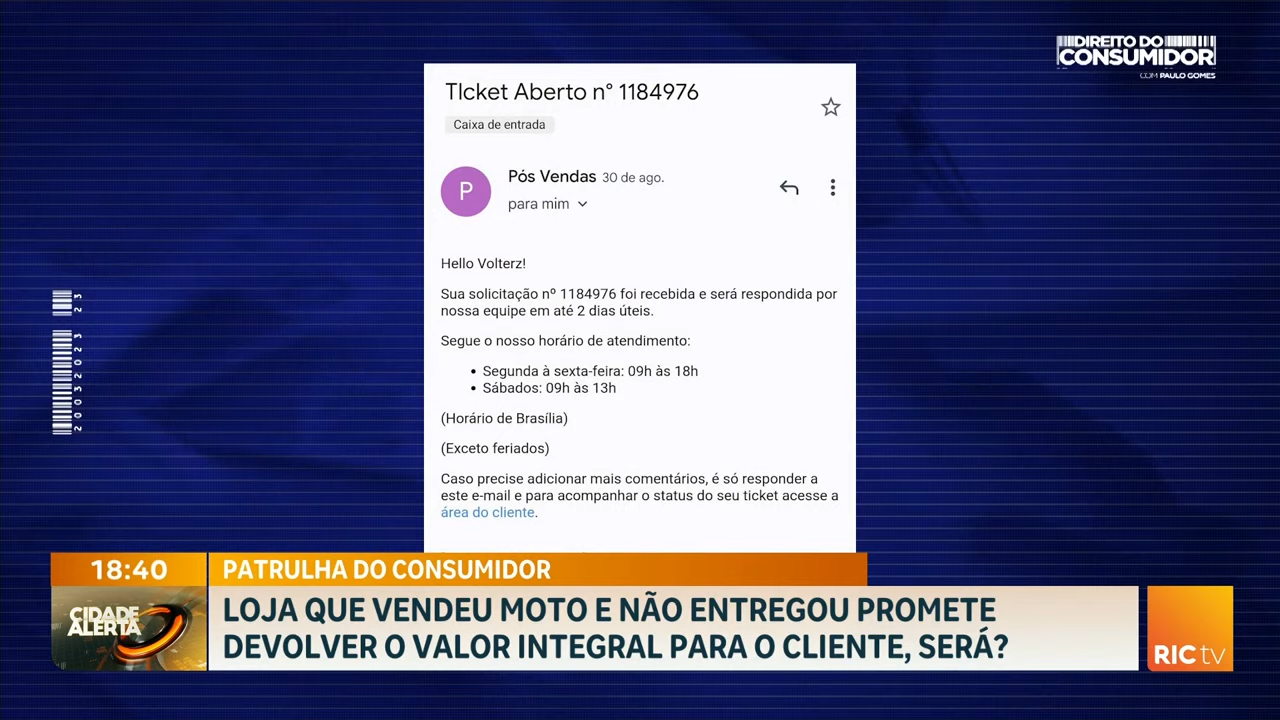 DIREITO DO
CONSUMIDOR
COM PAULO GOMES
TIcket Aberto n° 1184976
Caixa de entrada
P
Pós Vendas 30 de ago.
para mim
Hello Volterz!
Sua solicitação nº 1184976 foi recebida e será respondida por
nossa equipe em até 2 dias úteis.
Segue o nosso horário de atendimento:
• Segunda à sexta-feira: 09h às 18h
• Sábados: 09h às 13h
(Horário de Brasília)
(Exceto feriados)
Caso precise adicionar mais comentários, é só responder a
este e-mail e para acompanhar o status do seu ticket acesse a
área do cliente.
20032023 23
18:40
PATRULHA DO CONSUMIDOR
CIDADE
ALERTA
LOJA QUE VENDEU MOTO E NÃO ENTREGOU PROMETE
DEVOLVER O VALOR INTEGRAL PARA O CLIENTE, SERÁ?
RICtv